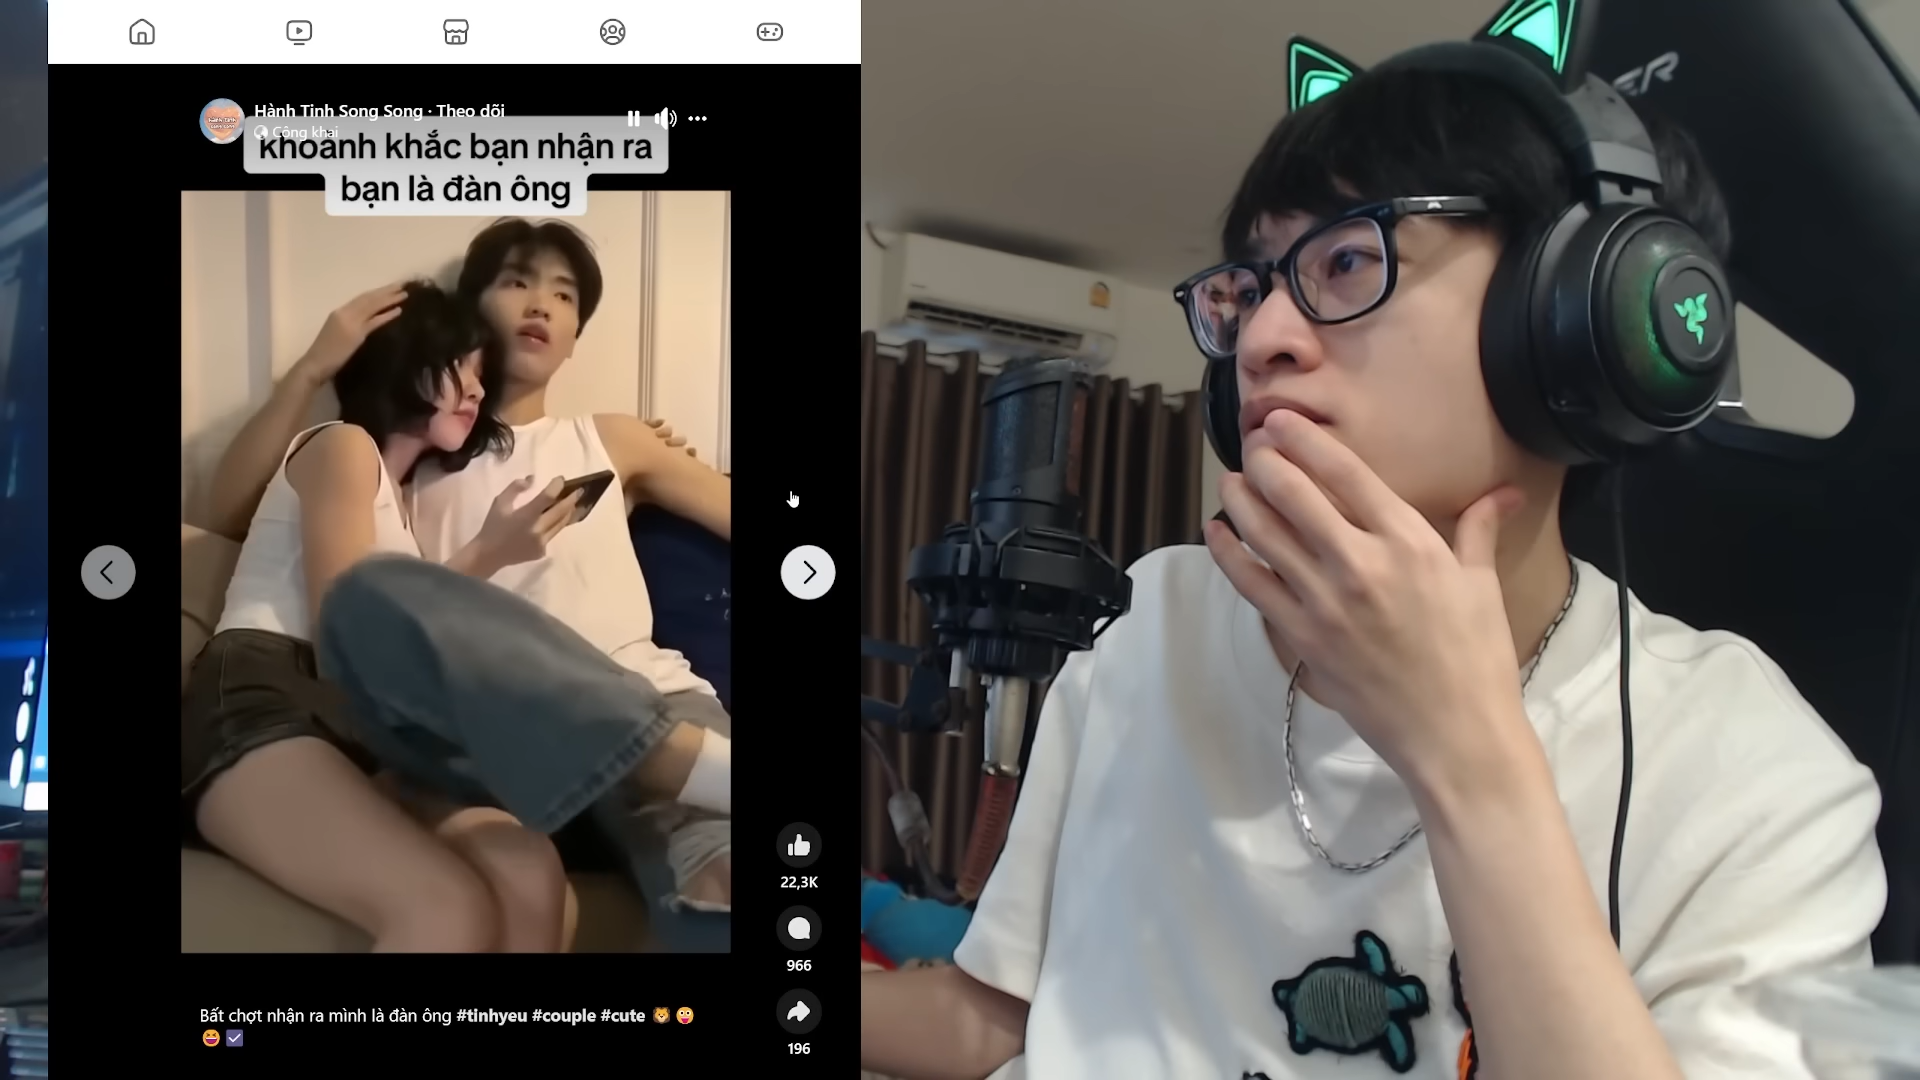 Hành Tinh Song Song · Theo dõi
Công khai
khoảnh khắc bạn nhận ra
bạn là đàn ông
22,3K
966
196
Bất chợt nhận ra mình là đàn ông #tinhyeu #couple #cute